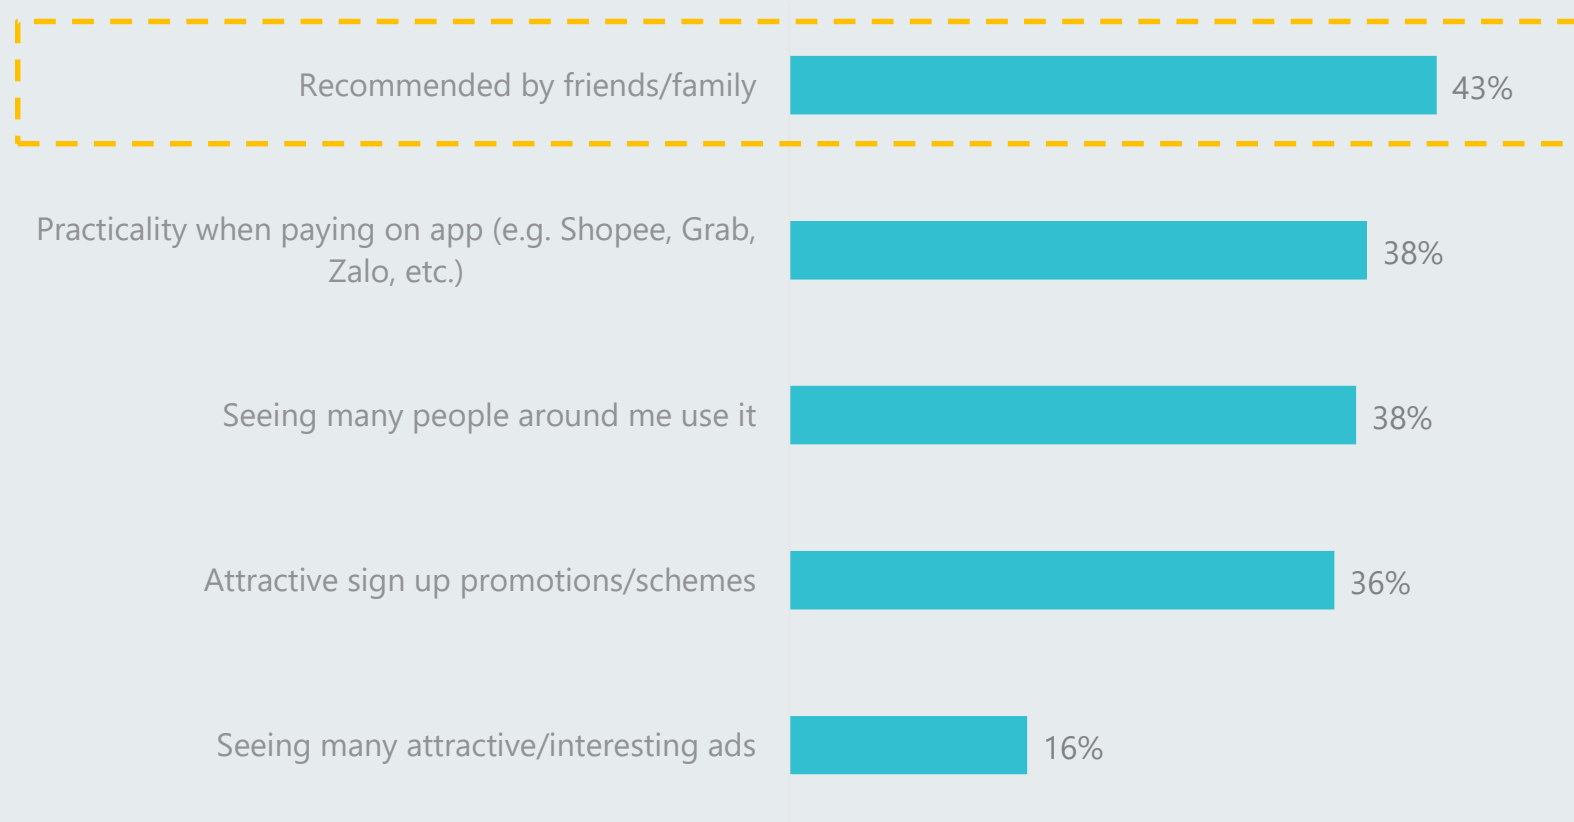 Recommended by friends/family
43%
Practicality when paying on app (e.g. Shopee, Grab,
Zalo, etc.)
38%
Seeing many people around me use it
38%
Attractive sign up promotions/schemes
36%
Seeing many attractive/interesting ads
16%